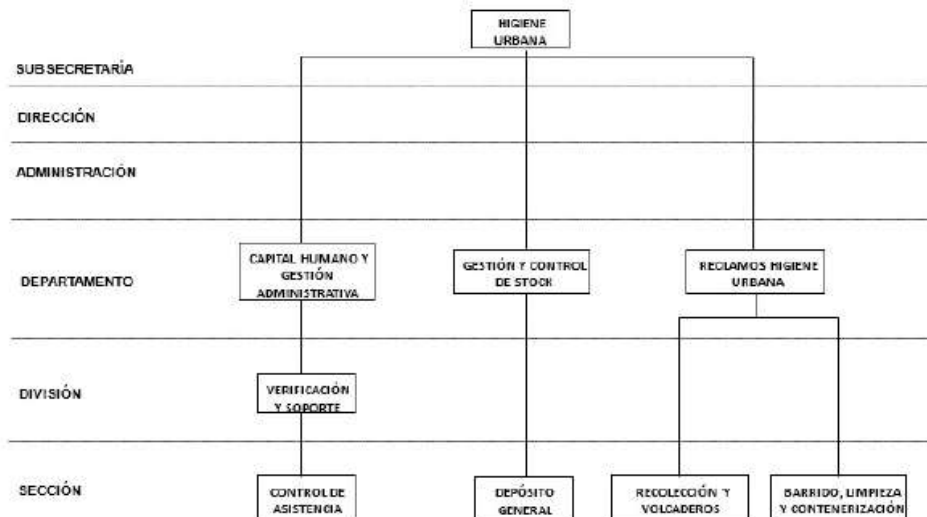 HIGIENE
URBANA
SUBSECRETARÍA
DIRECCIÓN
ADMINISTRACIÓN
DEPARTAMENTO
CAPITAL HUMANO Y
GESTIÓN
ADMINISTRATIVA
GESTIÓN Y CONTROL
DE STOCK
RECLAMOS HIGIENE
URBANA
DIVISIÓN
VERIFICACIÓN
Y SOPORTE
SECCIÓN
CONTROL DE
ASISTENCIA
DEPÓSITO
GENERAL
RECOLECCIÓN Y
VOLCADEROS
BARRIDO, LIMPIEZA
Y CONTENERIZACIÓN